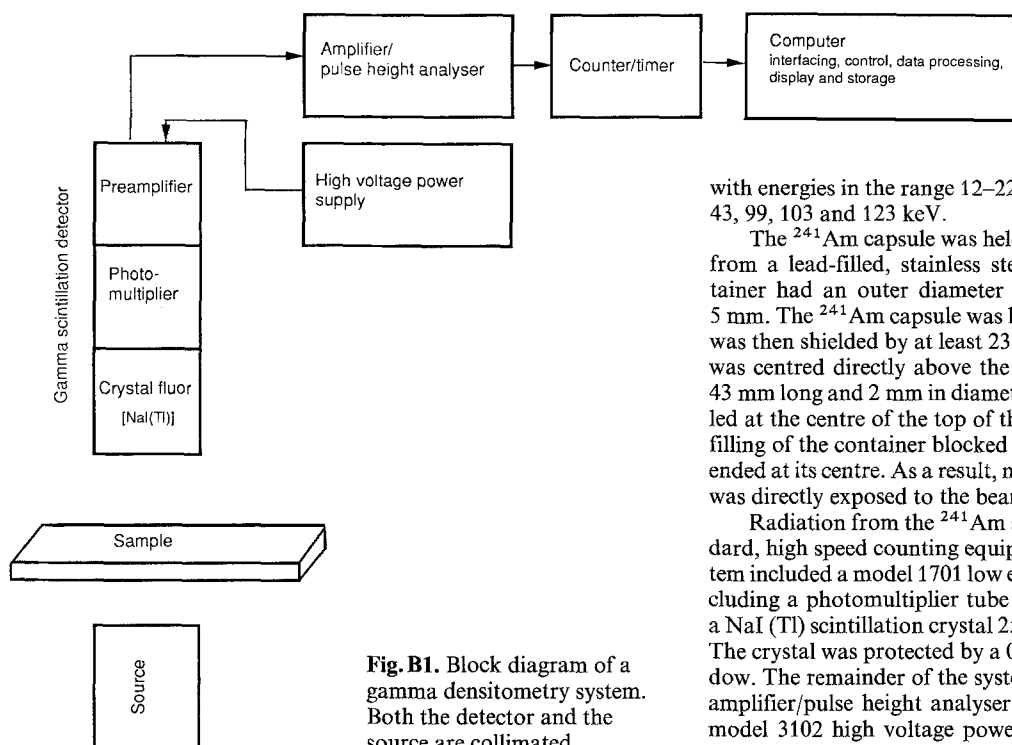 Amplifier/
pulse height analyser
Counter/timer
Computer
interfacing, control, data processing,
display and storage
Gamma scintillation detector
Preamplifier
Photo-
multiplier
Crystal fluor
[NaI(Tl)]
High voltage power
supply
Sample
Source
Fig. B1. Block diagram of a
gamma densitometry system.
Both the detector and the
source are collimated
with energies in the range 12–22
43, 99, 103 and 123 keV.
The ²⁴¹Am capsule was hel
from a lead-filled, stainless ste
tainer had an outer diameter
5 mm. The ²⁴¹Am capsule was
was then shielded by at least 23
was centred directly above the
43 mm long and 2 mm in diamet
led at the centre of the top of th
filling of the container blocked
ended at its centre. As a result, n
was directly exposed to the bear
Radiation from the ²⁴¹Am
dard, high speed counting equip
tem included a model 1701 low e
cluding a photomultiplier tube
a NaI (Tl) scintillation crystal 2
The crystal was protected by a 0
dow. The remainder of the syste
amplifier/pulse height analyser
model 3102 high voltage powe